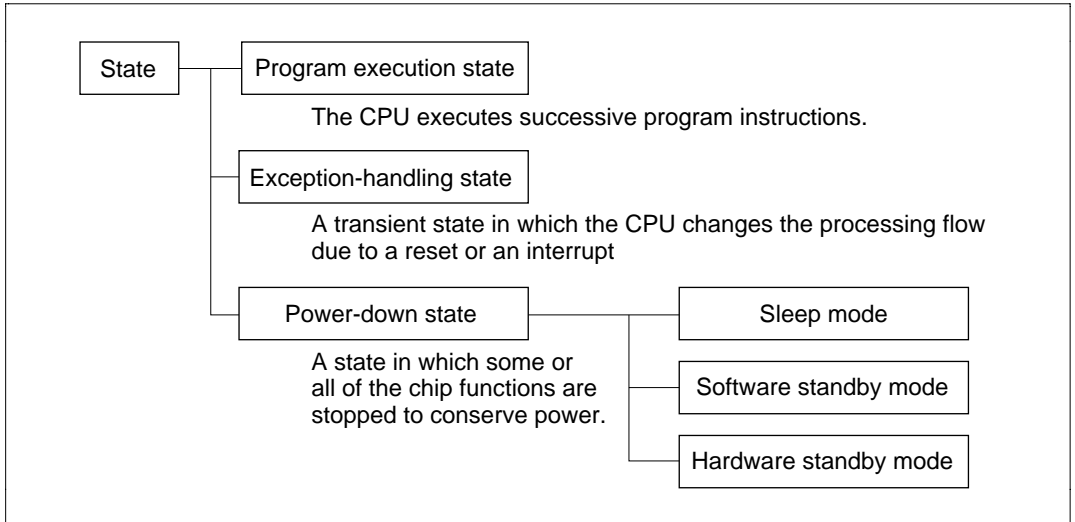 State
Program execution state
The CPU executes successive program instructions.
Exception-handling state
A transient state in which the CPU changes the processing flow
due to a reset or an interrupt
Power-down state
Sleep mode
A state in which some or
all of the chip functions are
stopped to conserve power.
Software standby mode
Hardware standby mode